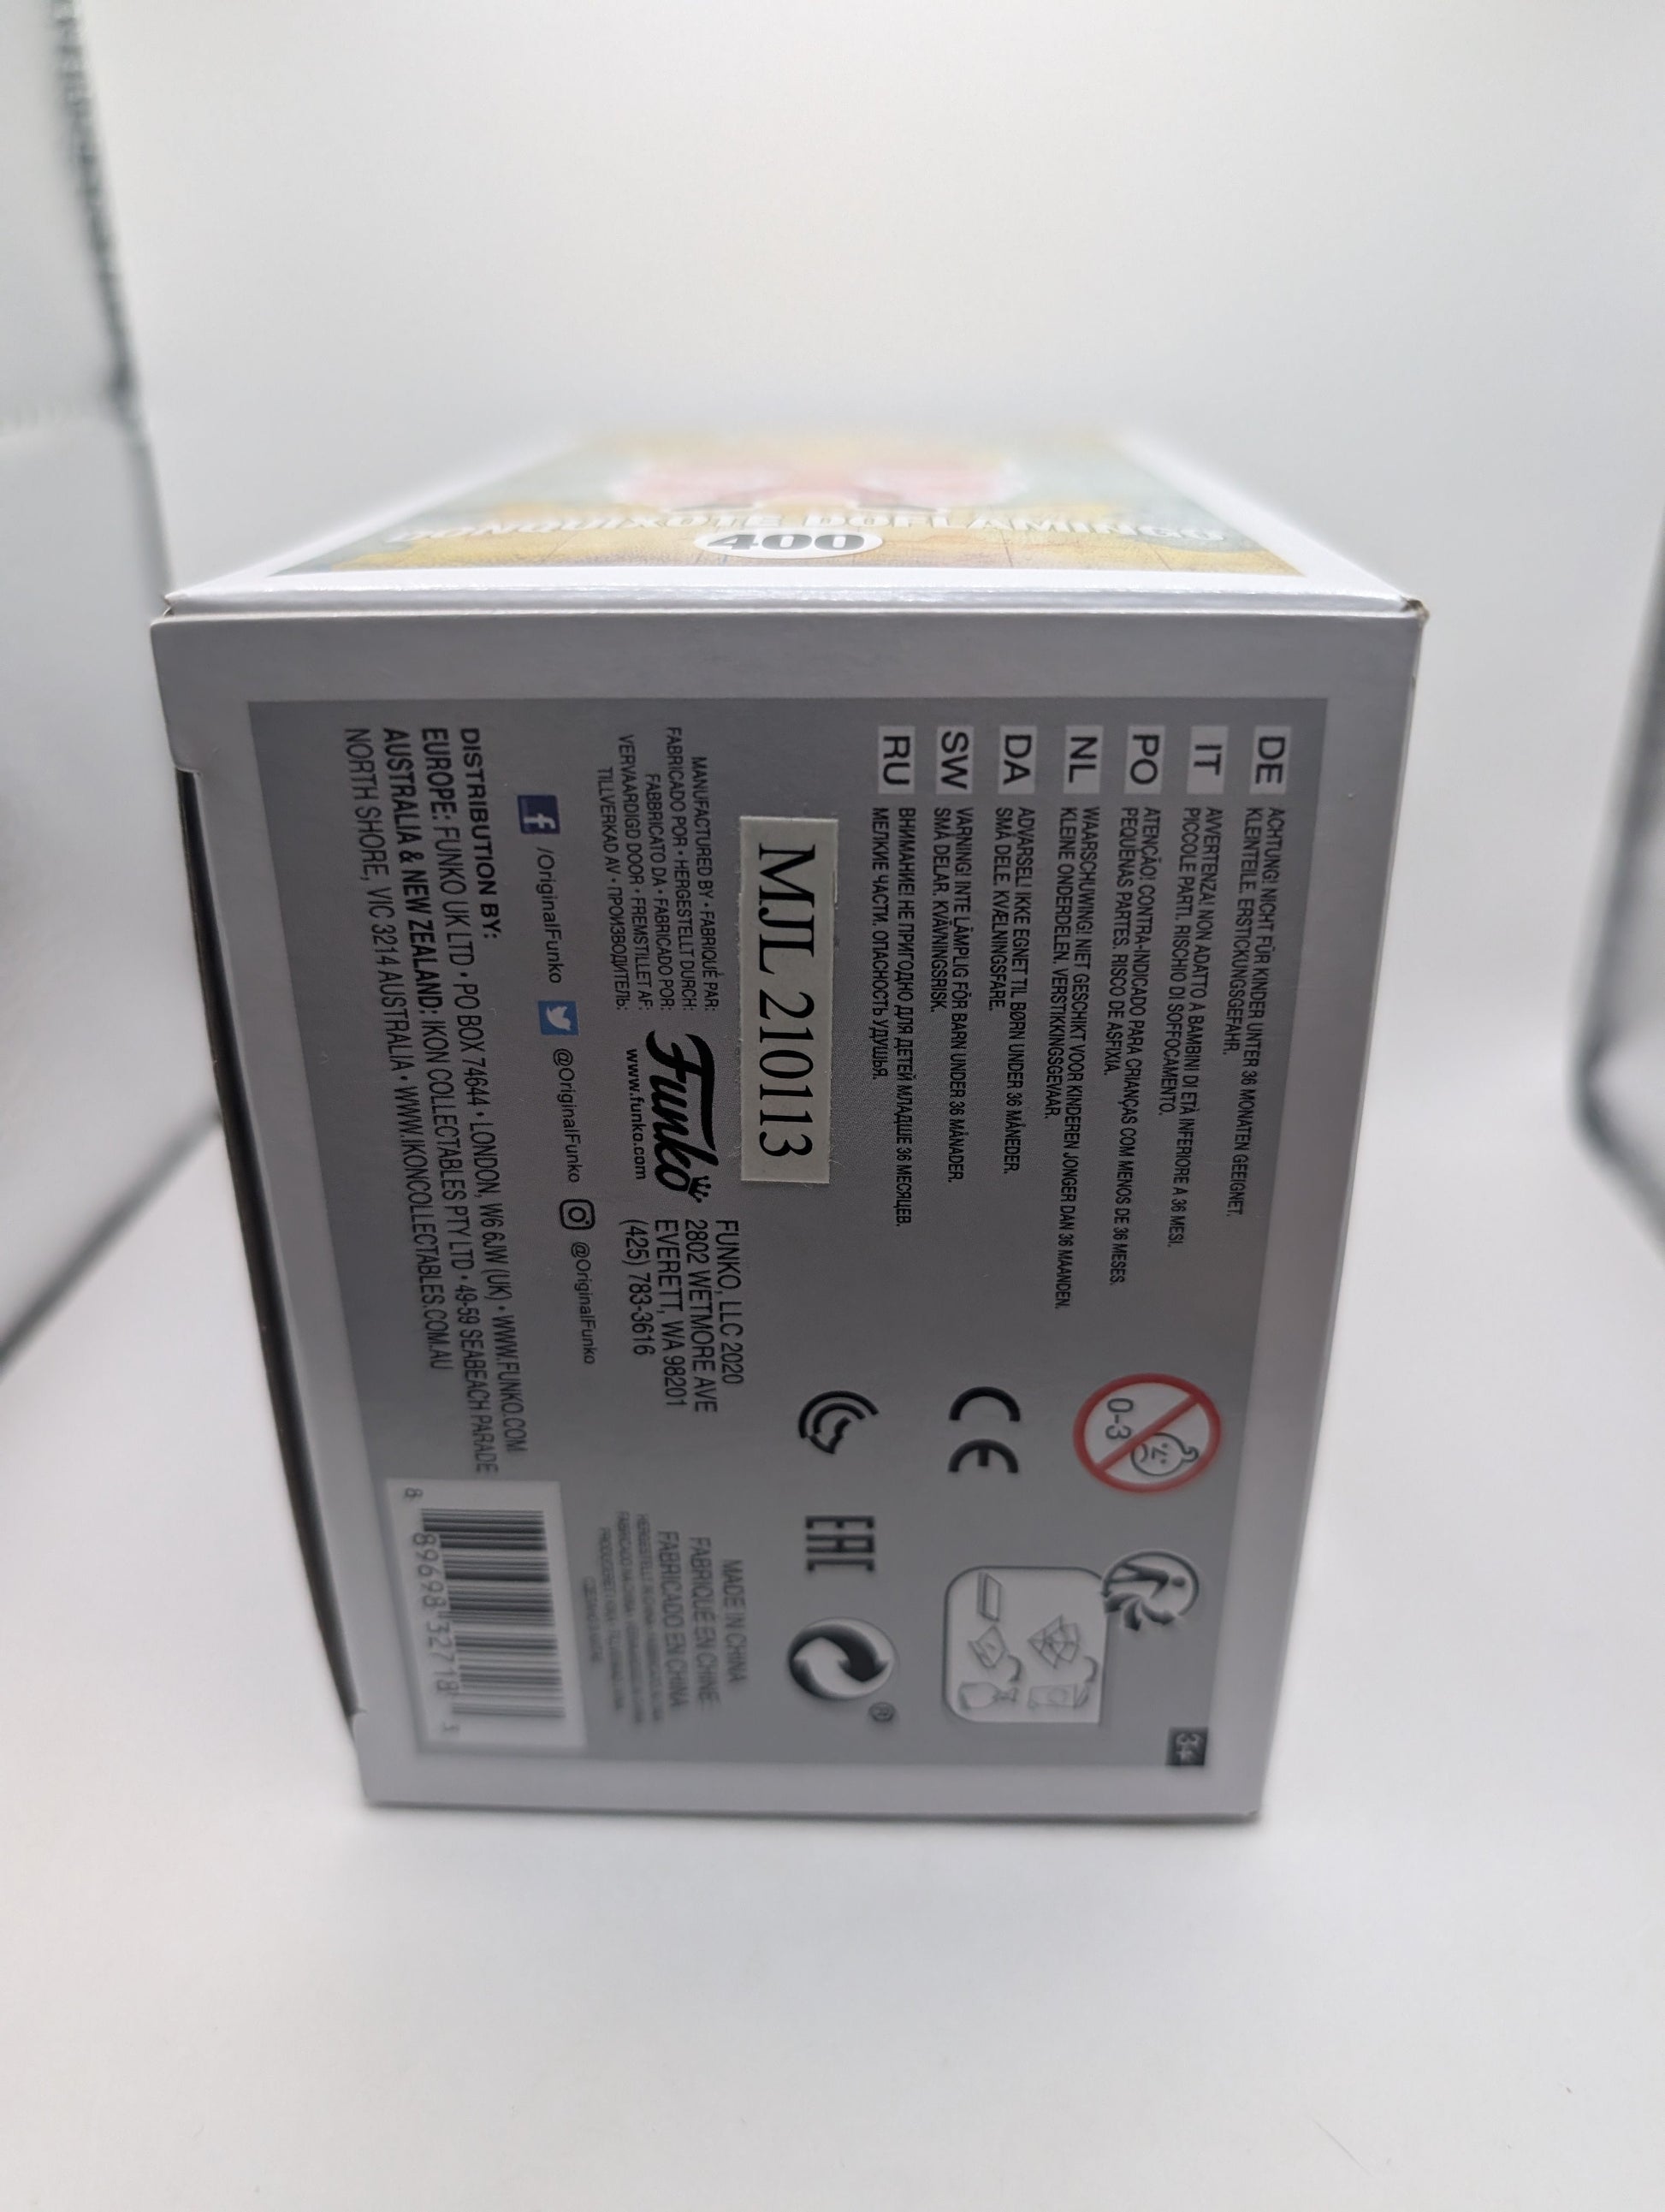 DONQUIXOTE DOFLAMINGO
400
DE ACHTUNG! NICHT FÜR KINDER UNTER 36 MONATEN GEEIGNET.
KLEINTEILE. ERSTICKUNGSGEFAHR.
IT AVVERTENZA! NON ADATTO A BAMBINI DI ETÀ INFERIORE A 36 MESI.
PICCOLE PARTI. RISCHIO DI SOFFOCAMENTO.
PO ATENÇÃO! CONTRA-INDICADO PARA CRIANÇAS COM MENOS DE 36 MESES.
PEQUENAS PARTES. RISCO DE ASFIXIA.
NL WAARSCHUWING! NIET GESCHIKT VOOR KINDEREN JONGER DAN 36 MAANDEN.
KLEINE ONDERDELEN. VERSTIKKINGSGEVAAR.
DA ADVARSEL! IKKE EGNET TIL BØRN UNDER 36 MÅNEDER.
SMÅ DELE. KVÆLNINGSFARE.
SW VARNING! INTE LÄMPLIG FÖR BARN UNDER 36 MÅNADER.
SMÅ DELAR. KVÄVNINGSRISK.
RU ВНИМАНИЕ! НЕ ПРИГОДНО ДЛЯ ДЕТЕЙ МЛАДШЕ 36 МЕСЯЦЕВ.
МЕЛКИЕ ЧАСТИ. ОПАСНОСТЬ УДУШЬЯ.
0-3
3+
CE
EAC
®
MJL 210113
MANUFACTURED BY • FABRIQUÉ PAR:
FABRICADO POR • HERGESTELLT DURCH:
FABBRICATO DA • FABRICADO POR:
VERVAARDIGD DOOR • FREMSTILLET AF:
TILLVERKAD AV • ПРОИЗВОДИТЕЛЬ:
Funko
www.funko.com
FUNKO, LLC 2020
2802 WETMORE AVE
EVERETT, WA 98201
(425) 783-3616
MADE IN CHINA
FABRIQUÉ EN CHINE
FABRICADO EN CHINA
/OriginalFunko @OriginalFunko @OriginalFunko
DISTRIBUTION BY:
EUROPE: FUNKO UK LTD • PO BOX 74644 • LONDON, W6 6JW (UK) • WWW.FUNKO.COM
AUSTRALIA & NEW ZEALAND: IKON COLLECTABLES PTY LTD • 49-59 SEABEACH PARADE
NORTH SHORE, VIC 3214 AUSTRALIA • WWW.IKONCOLLECTABLES.COM.AU
8 89698 32718 3